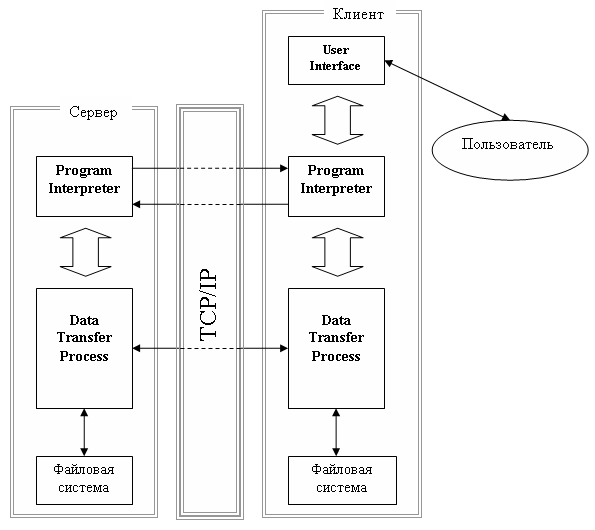 Клиент
User
Interface
Сервер
Пользователь
Program
Interpreter
Program
Interpreter
TCP/IP
Data
Transfer
Process
Data
Transfer
Process
Файловая
система
Файловая
система